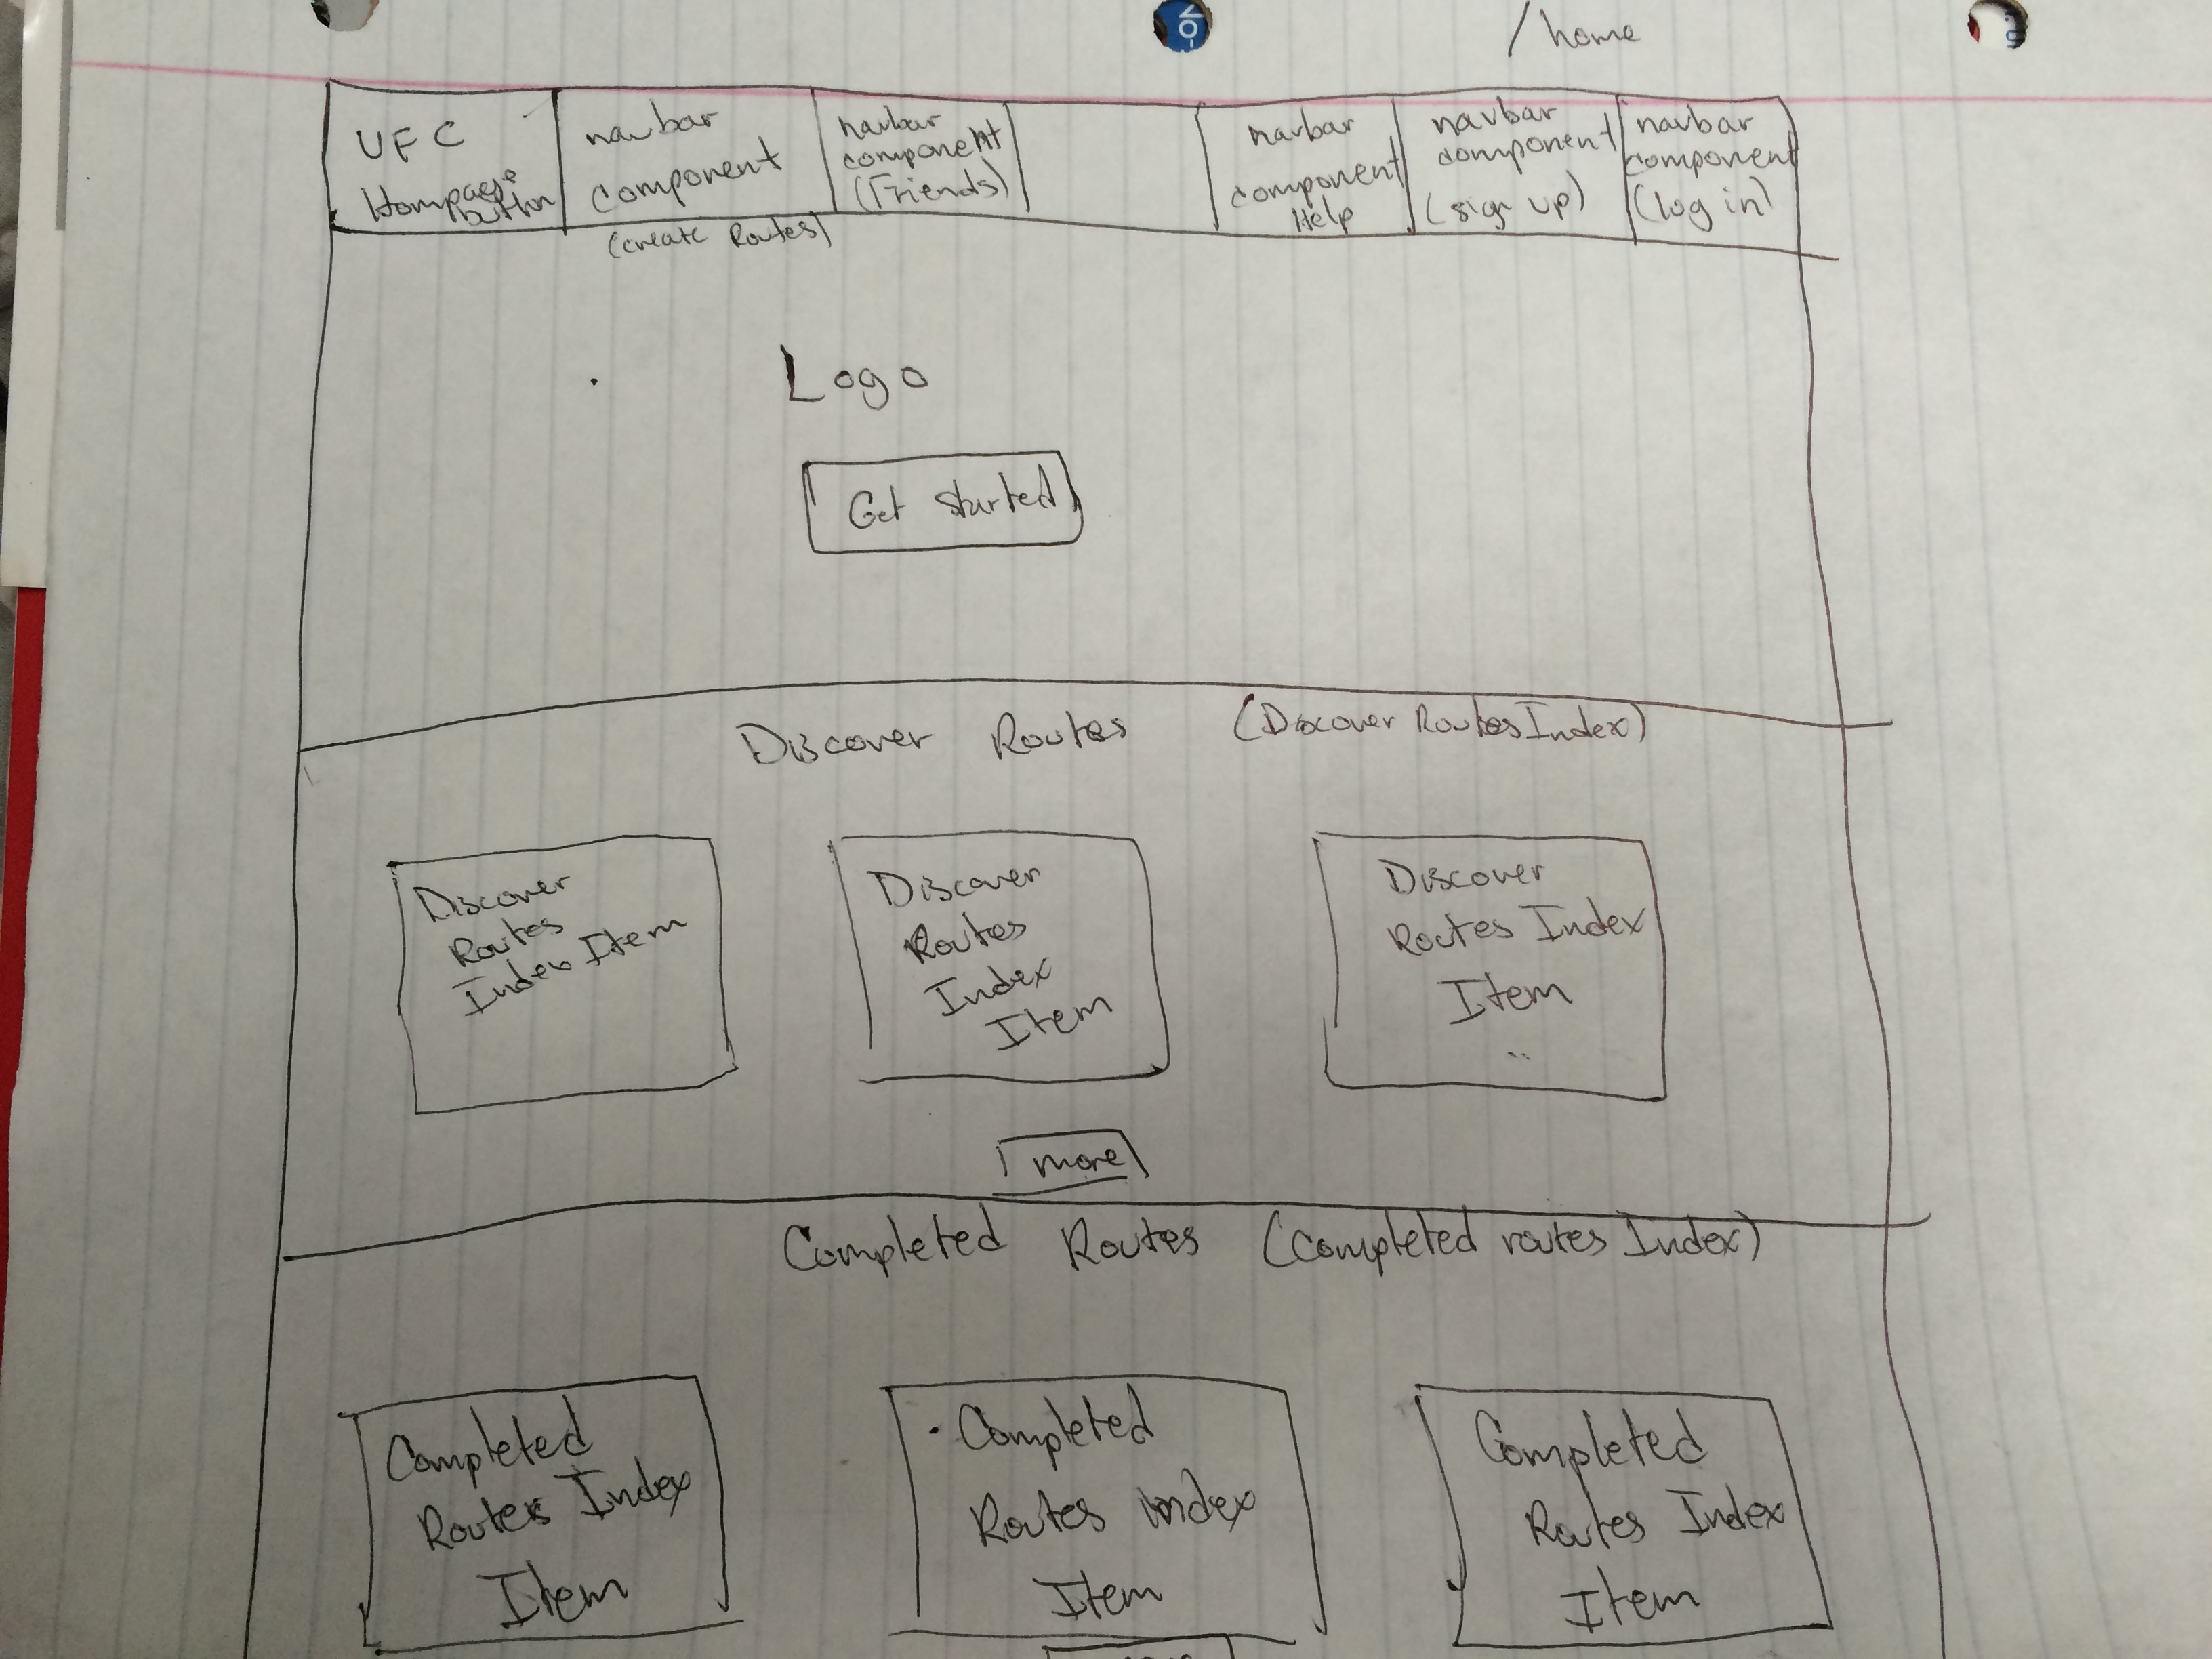 /home
UFC
Homepage
button
navbar
component
(create Routes)
navbar
component
(Friends)
navbar
component
Help
navbar
component
(sign up)
navbar
component
(log in)
Logo
Get started
Discover Routes (Discover Routes Index)
Discover
Routes
Index Item
Discover
Routes
Index
Item
Discover
Routes Index
Item
more
Completed Routes (Completed routes Index)
Completed
Routes Index
Item
Completed
Routes Index
Item
Completed
Routes Index
Item